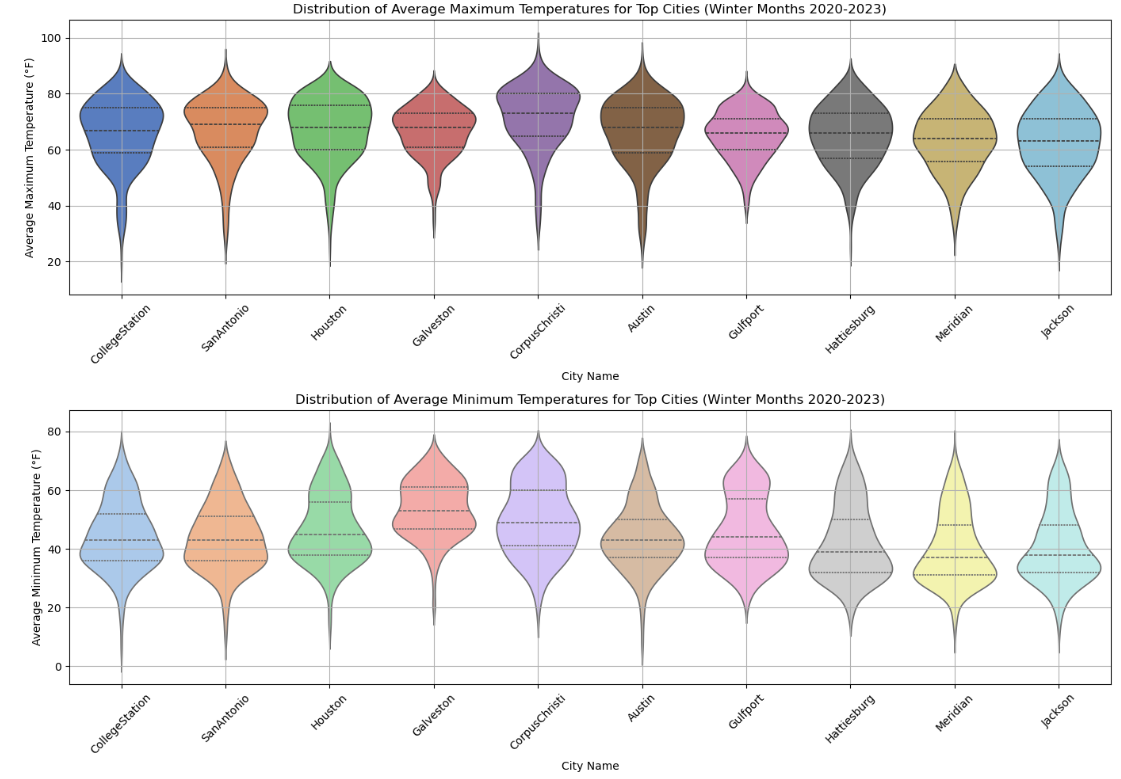 Distribution of Average Maximum Temperatures for Top Cities (Winter Months 2020-2023)
Average Maximum Temperature (°F)
100
80
60
40
20
CollegeStation
SanAntonio
Houston
Galveston
CorpusChristi
Austin
Gulfport
Hattiesburg
Meridian
Jackson
City Name
Distribution of Average Minimum Temperatures for Top Cities (Winter Months 2020-2023)
Average Minimum Temperature (°F)
80
60
40
20
0
CollegeStation
SanAntonio
Houston
Galveston
CorpusChristi
Austin
Gulfport
Hattiesburg
Meridian
Jackson
City Name